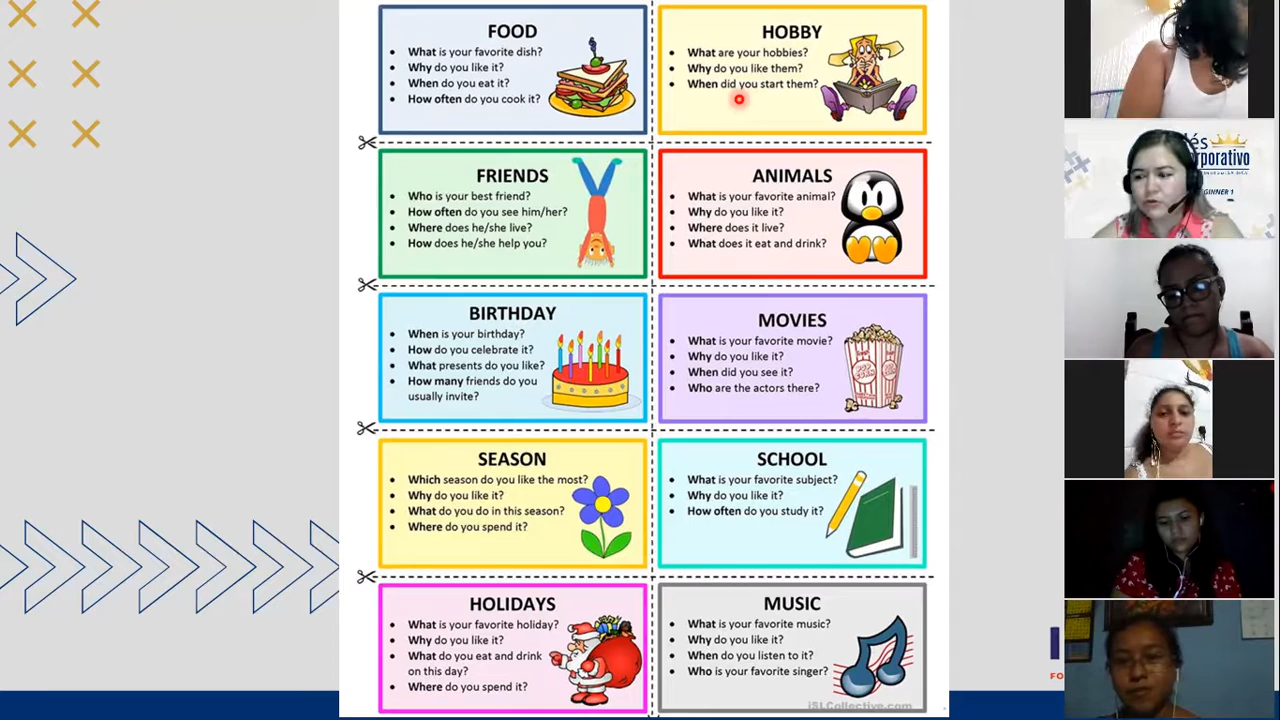 FOOD
What is your favorite dish?
Why do you like it?
When do you eat it?
How often do you cook it?
HOBBY
What are your hobbies?
Why do you like them?
When did you start them?
FRIENDS
Who is your best friend?
How often do you see him/her?
Where does he/she live?
How does he/she help you?
ANIMALS
What is your favorite animal?
Why do you like it?
Where does it live?
What does it eat and drink?
BIRTHDAY
When is your birthday?
How do you celebrate it?
What presents do you like?
How many friends do you
usually invite?
MOVIES
What is your favorite movie?
Why do you like it?
When did you see it?
Who are the actors there?
SEASON
Which season do you like the most?
Why do you like it?
What do you do in this season?
Where do you spend it?
SCHOOL
What is your favorite subject?
Why do you like it?
How often do you study it?
HOLIDAYS
What is your favorite holiday?
Why do you like it?
What do you eat and drink
on this day?
Where do you spend it?
MUSIC
What is your favorite music?
Why do you like it?
When do you listen to it?
Who is your favorite singer?
iSLCollective.com
és
rporativo
GINNER 1
FO